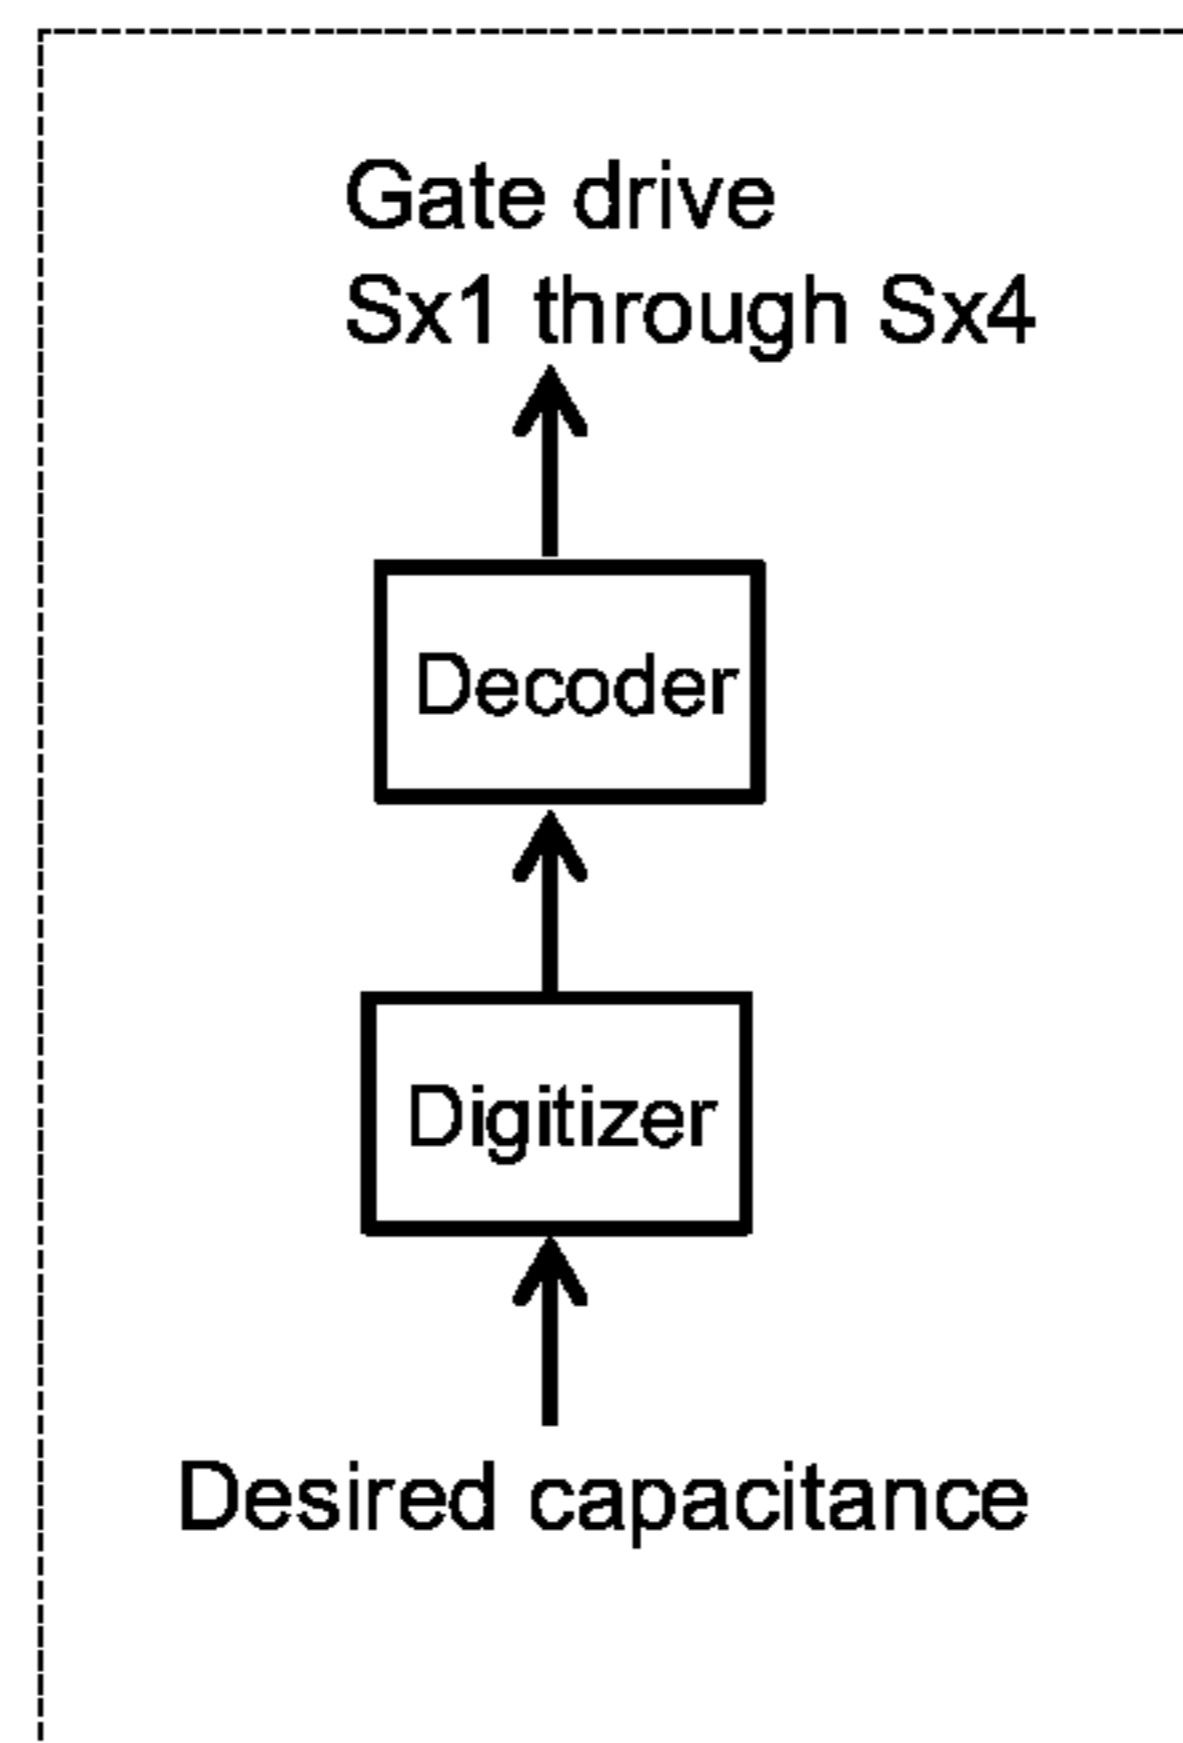 Gate drive
Sx1 through Sx4
Decoder
Digitizer
Desired capacitance